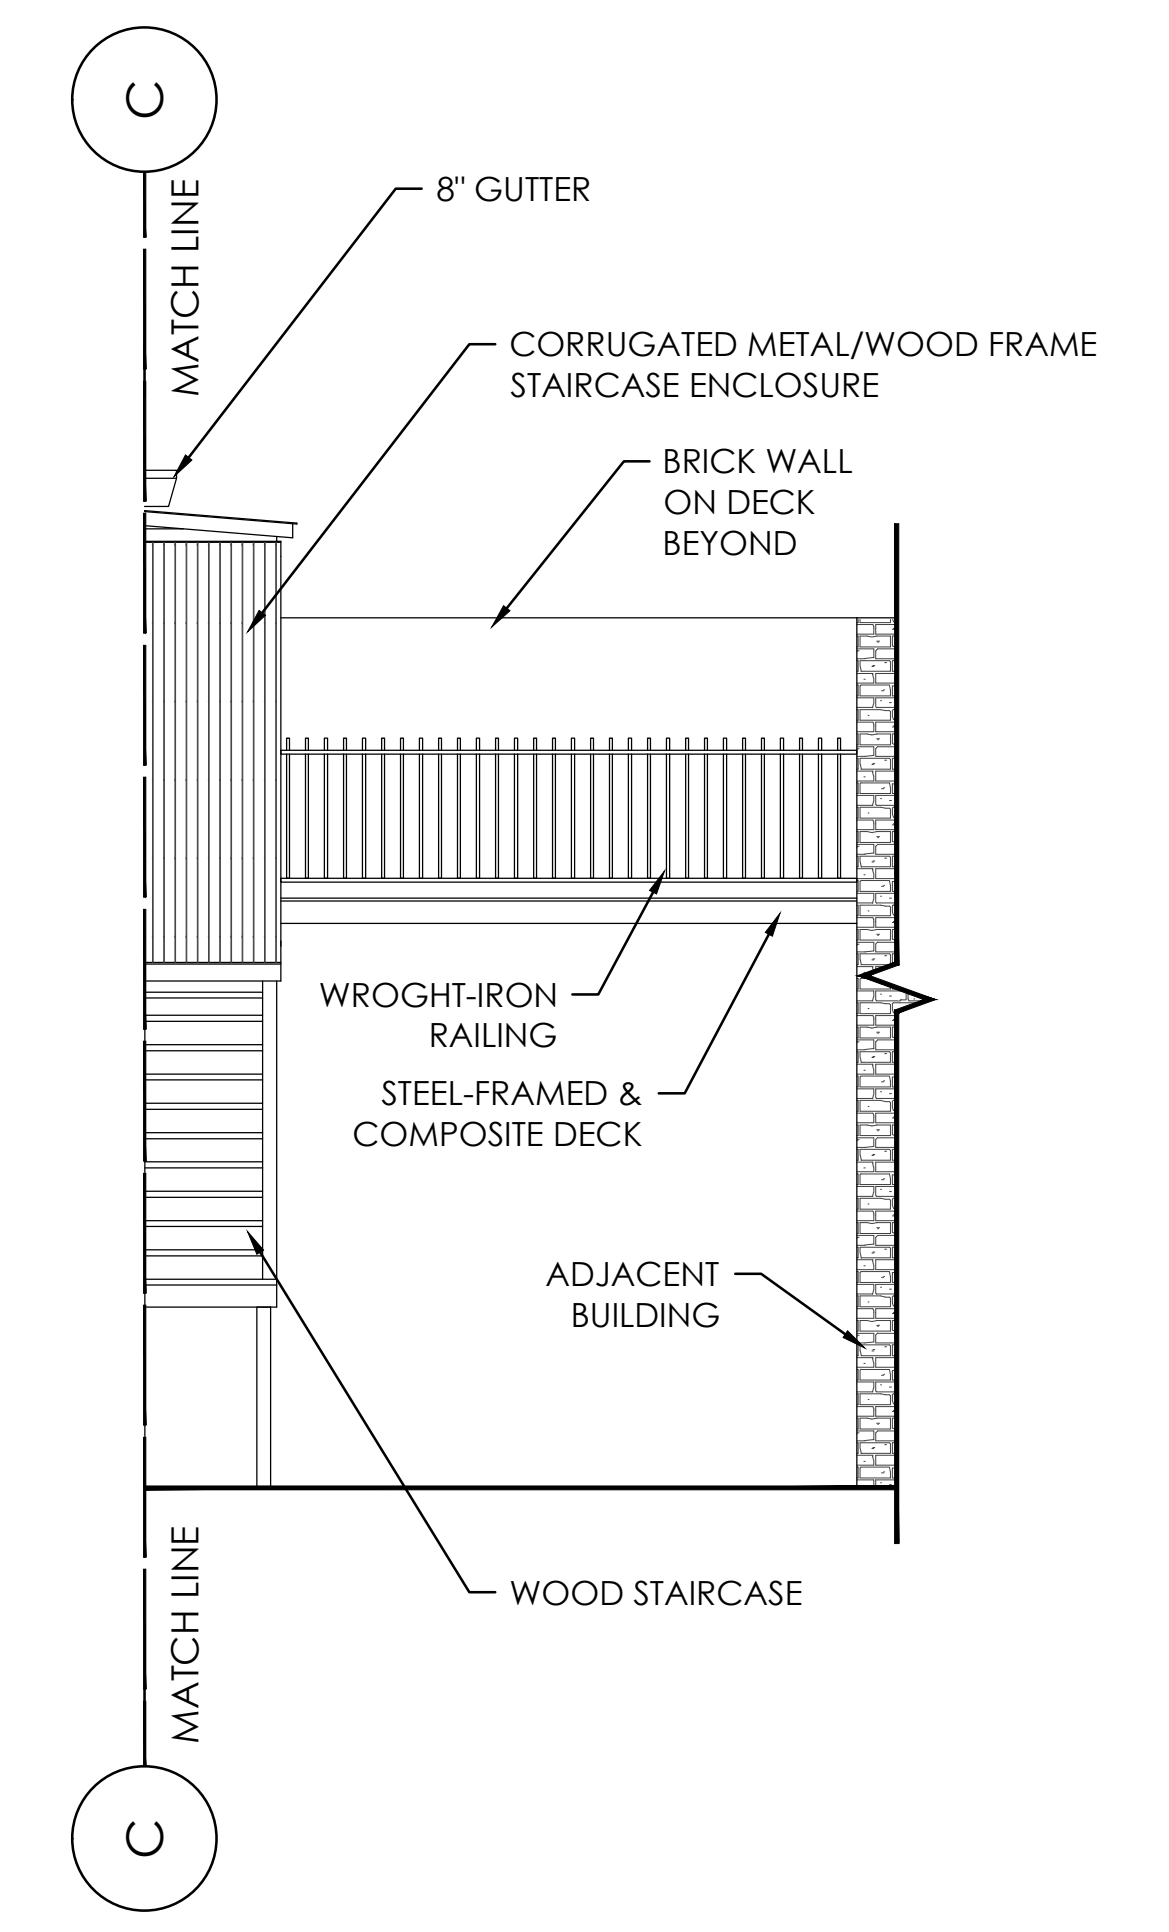 C
MATCH LINE
8" GUTTER
CORRUGATED METAL/WOOD FRAME
STAIRCASE ENCLOSURE
BRICK WALL
ON DECK
BEYOND
WROGHT-IRON
RAILING
STEEL-FRAMED &
COMPOSITE DECK
ADJACENT
BUILDING
WOOD STAIRCASE
MATCH LINE
C